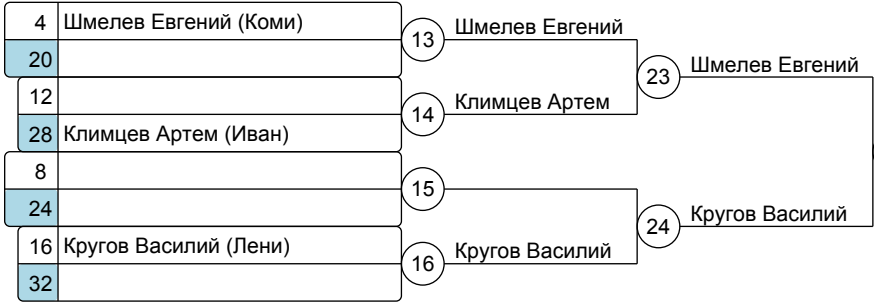 4 Шмелев Евгений (Коми)
20
12
28 Климцев Артем (Иван)
8
24
16 Кругов Василий (Лени)
32
13 Шмелев Евгений
14 Климцев Артем
15
16 Кругов Василий
23 Шмелев Евгений
24 Кругов Василий